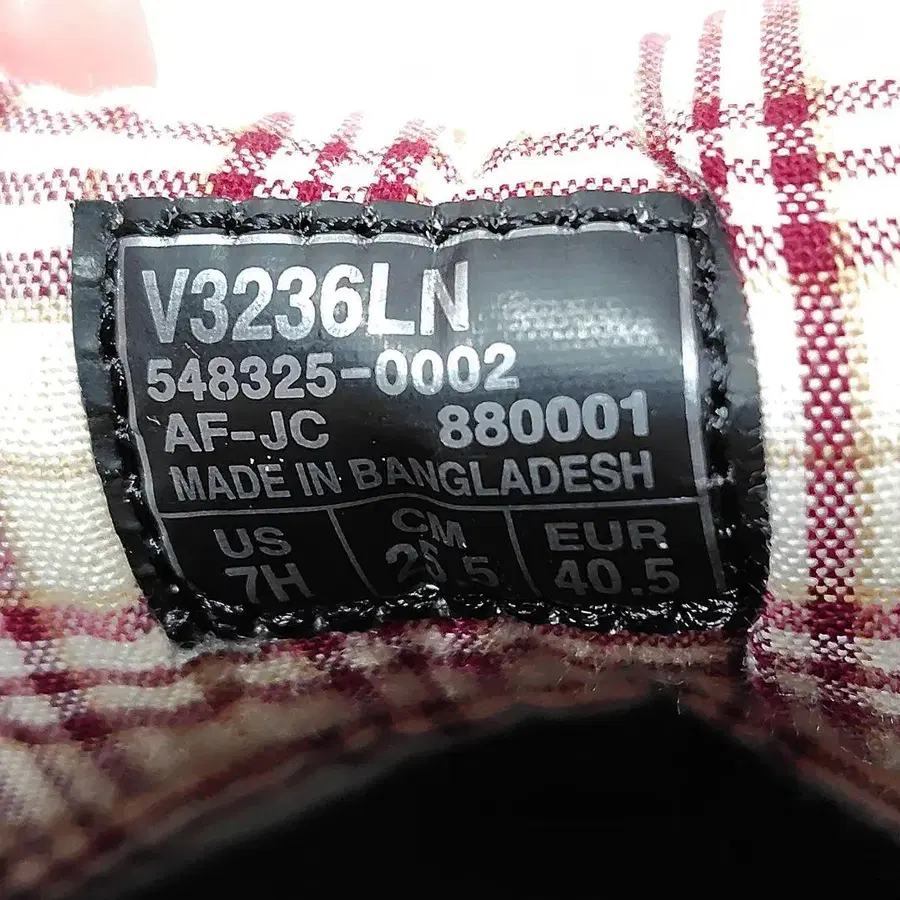 V3236LN
548325-0002
AF-JC 880001
MADE IN BANGLADESH
US CM EUR
7H 25.5 40.5